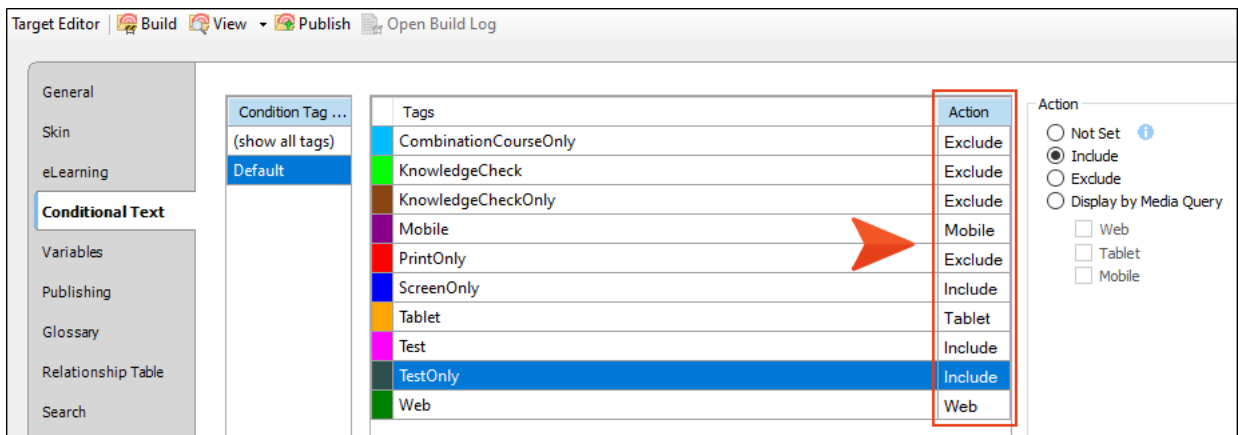 Target Editor Build View Publish Open Build Log
General
Skin
eLearning
Conditional Text
Variables
Publishing
Glossary
Relationship Table
Search
Condition Tag ...
(show all tags)
Default
Tags Action
CombinationCourseOnly Exclude
KnowledgeCheck Exclude
KnowledgeCheckOnly Exclude
Mobile Mobile
PrintOnly Exclude
ScreenOnly Include
Tablet Tablet
Test Include
TestOnly Include
Web Web
Action
Not Set
Include
Exclude
Display by Media Query
Web
Tablet
Mobile